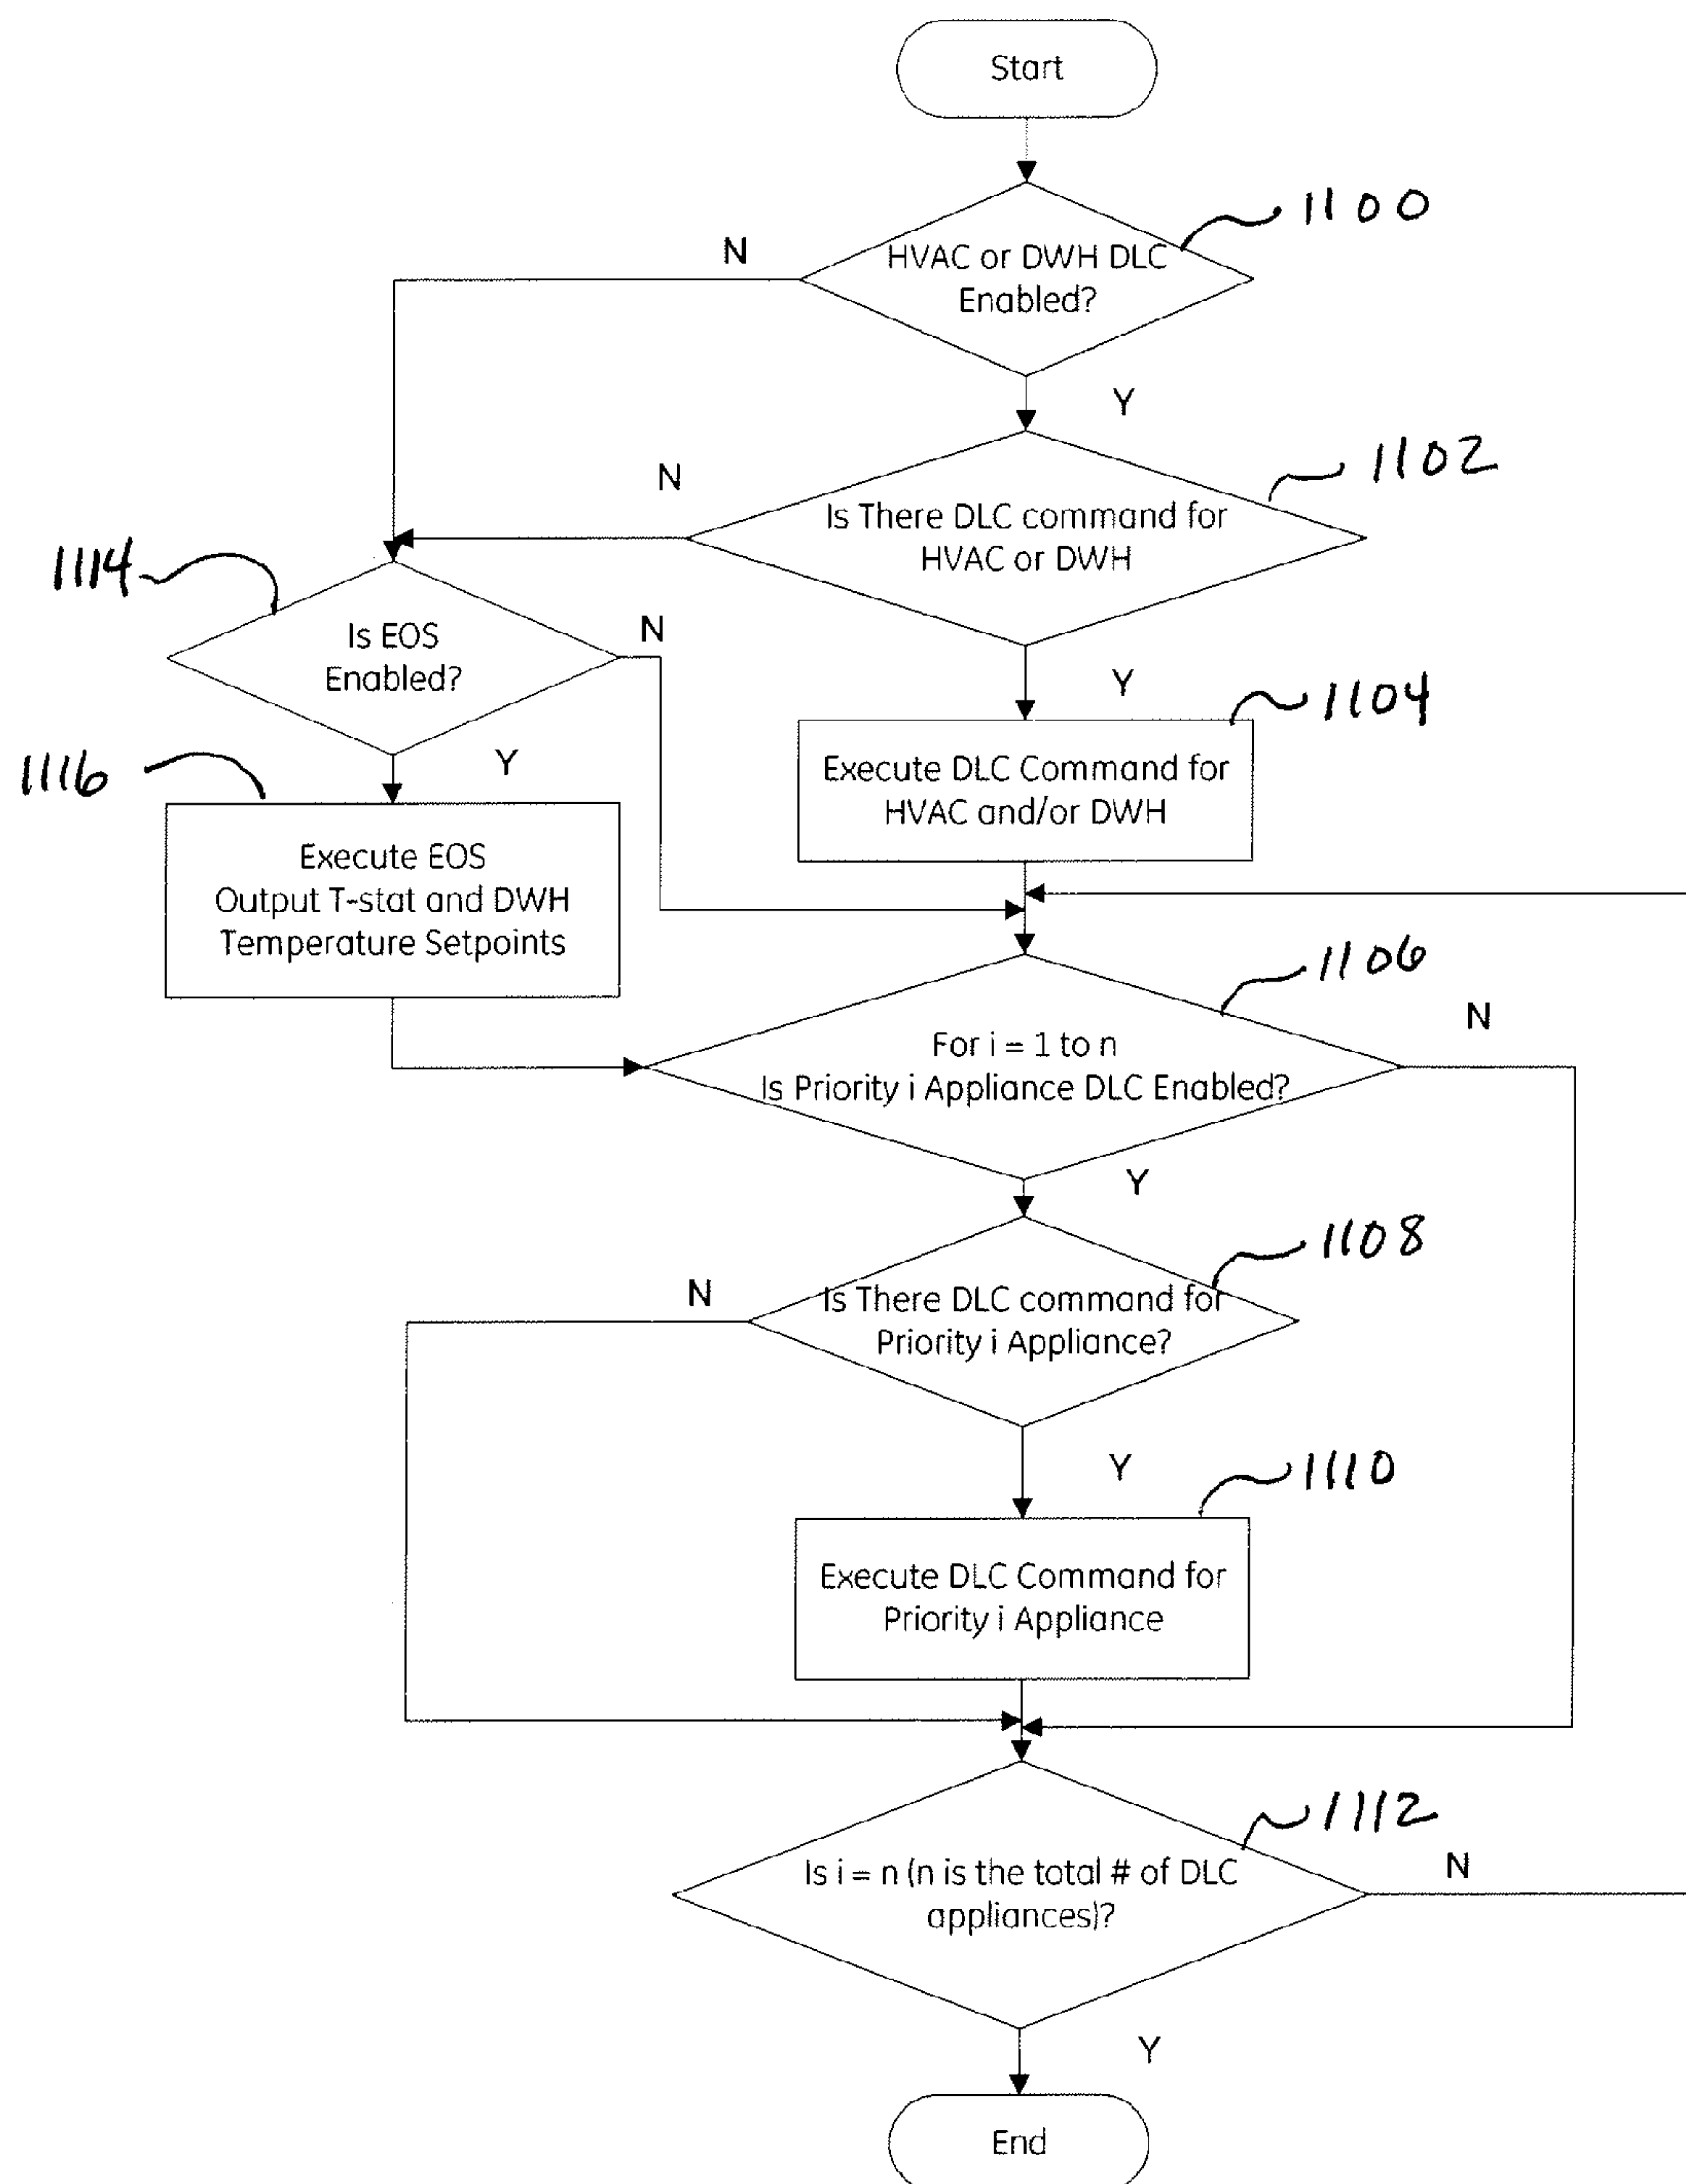 Start
1100
N
HVAC or DWH DLC
Enabled?
Y
1102
N
Is There DLC command for
HVAC or DWH
1114
Is EOS
Enabled?
N
Y
1104
1116
Y
Execute DLC Command for
HVAC and/or DWH
Execute EOS
Output T-stat and DWH
Temperature Setpoints
1106
N
For i = 1 to n
Is Priority i Appliance DLC Enabled?
Y
1108
N
Is There DLC command for
Priority i Appliance?
Y
1110
Execute DLC Command for
Priority i Appliance
1112
N
Is i = n (n is the total # of DLC
appliances)?
Y
End